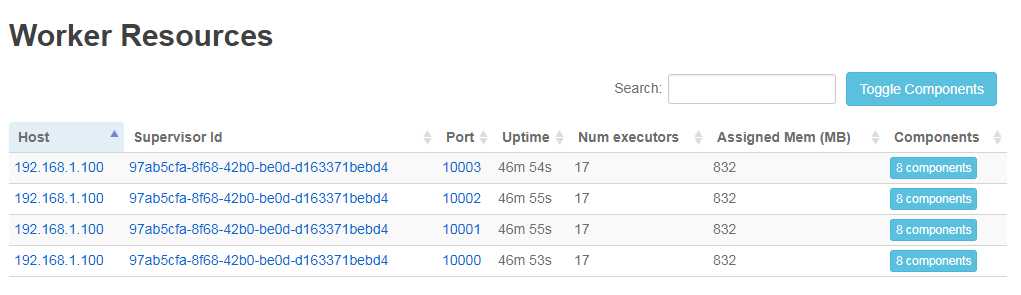 Worker Resources
Search: Toggle Components
Host Supervisor Id Port Uptime Num executors Assigned Mem (MB) Components
192.168.1.100 97ab5cfa-8f68-42b0-be0d-d163371bebd4 10003 46m 54s 17 832 8 components
192.168.1.100 97ab5cfa-8f68-42b0-be0d-d163371bebd4 10002 46m 55s 17 832 8 components
192.168.1.100 97ab5cfa-8f68-42b0-be0d-d163371bebd4 10001 46m 55s 17 832 8 components
192.168.1.100 97ab5cfa-8f68-42b0-be0d-d163371bebd4 10000 46m 53s 17 832 8 components